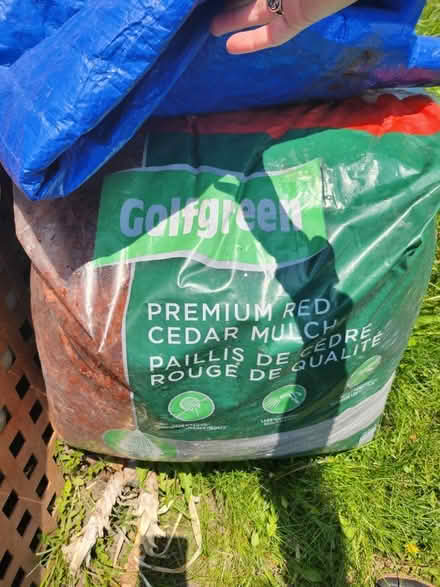 Golfgreen
PREMIUM RED
CEDAR MULCH
PAILLIS DE CÈDRE
ROUGE DE QUALITÉ